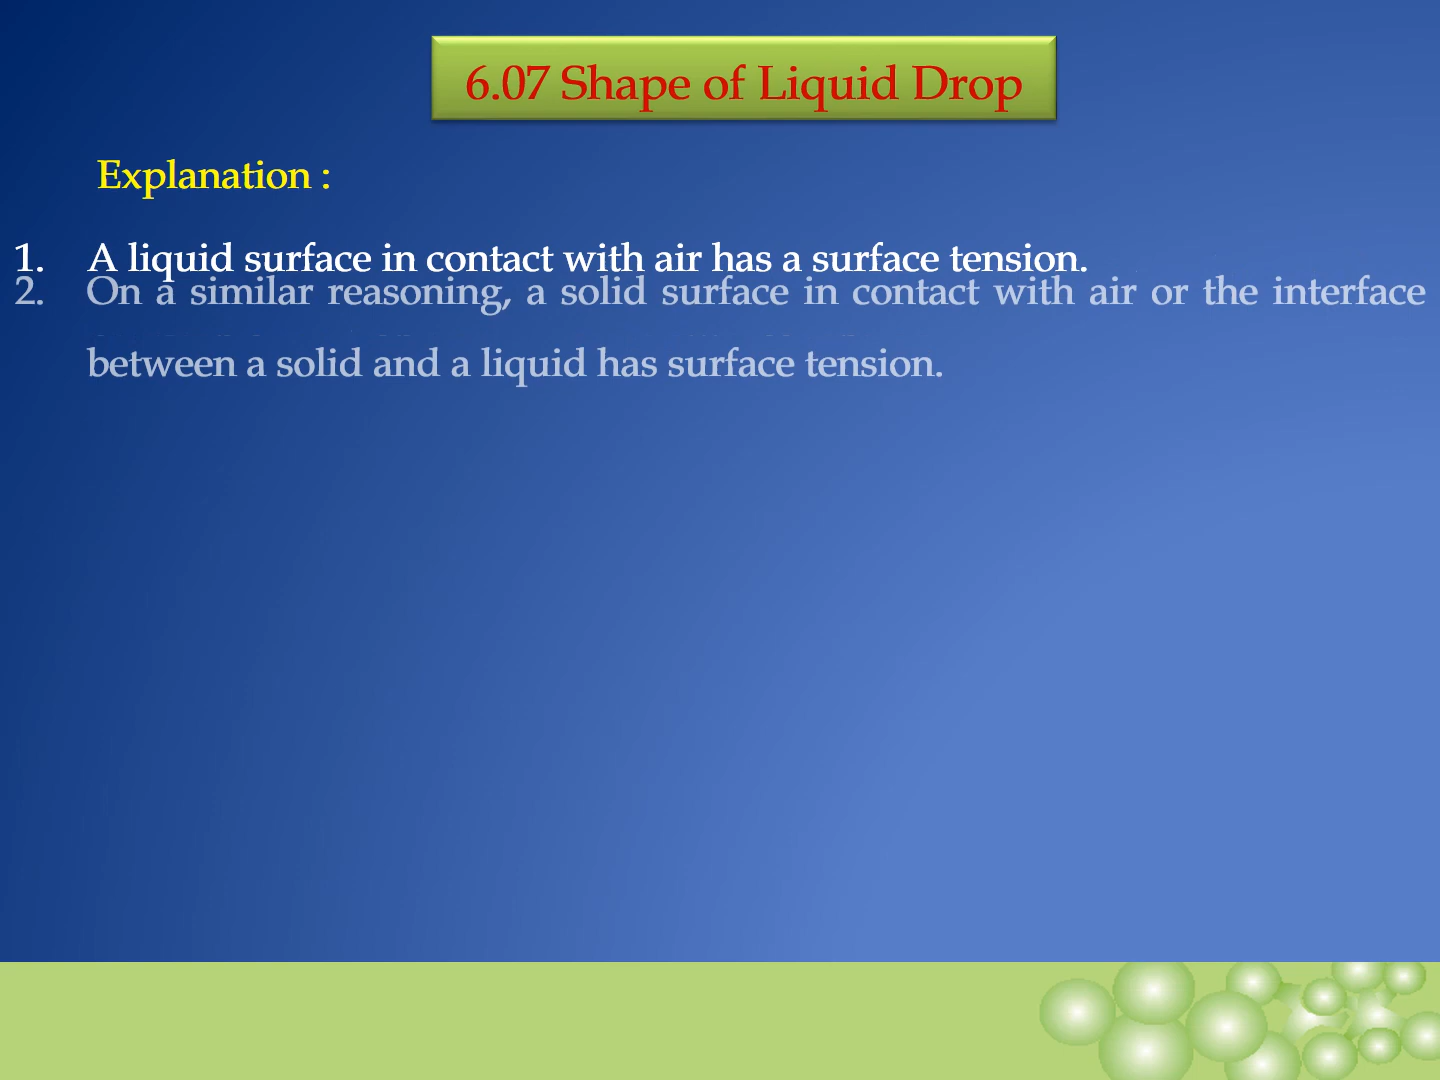 6.07 Shape of Liquid Drop
Explanation :
1. A liquid surface in contact with air has a surface tension.
2. On a similar reasoning, a solid surface in contact with air or the interface
between a solid and a liquid has surface tension.